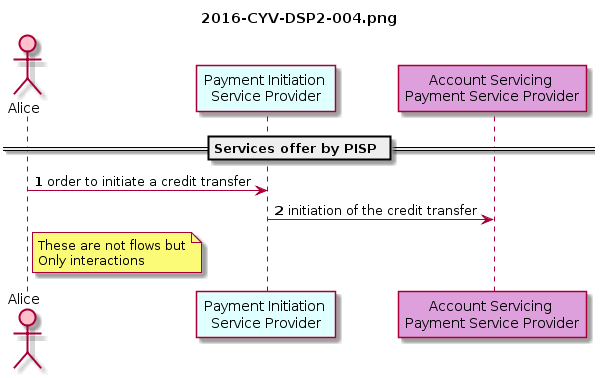 2016-CYV-DSP2-004.png
Alice
Payment Initiation
Service Provider
Account Servicing
Payment Service Provider
Services offer by PISP
1 order to initiate a credit transfer
2 initiation of the credit transfer
These are not flows but
Only interactions
Alice
Payment Initiation
Service Provider
Account Servicing
Payment Service Provider